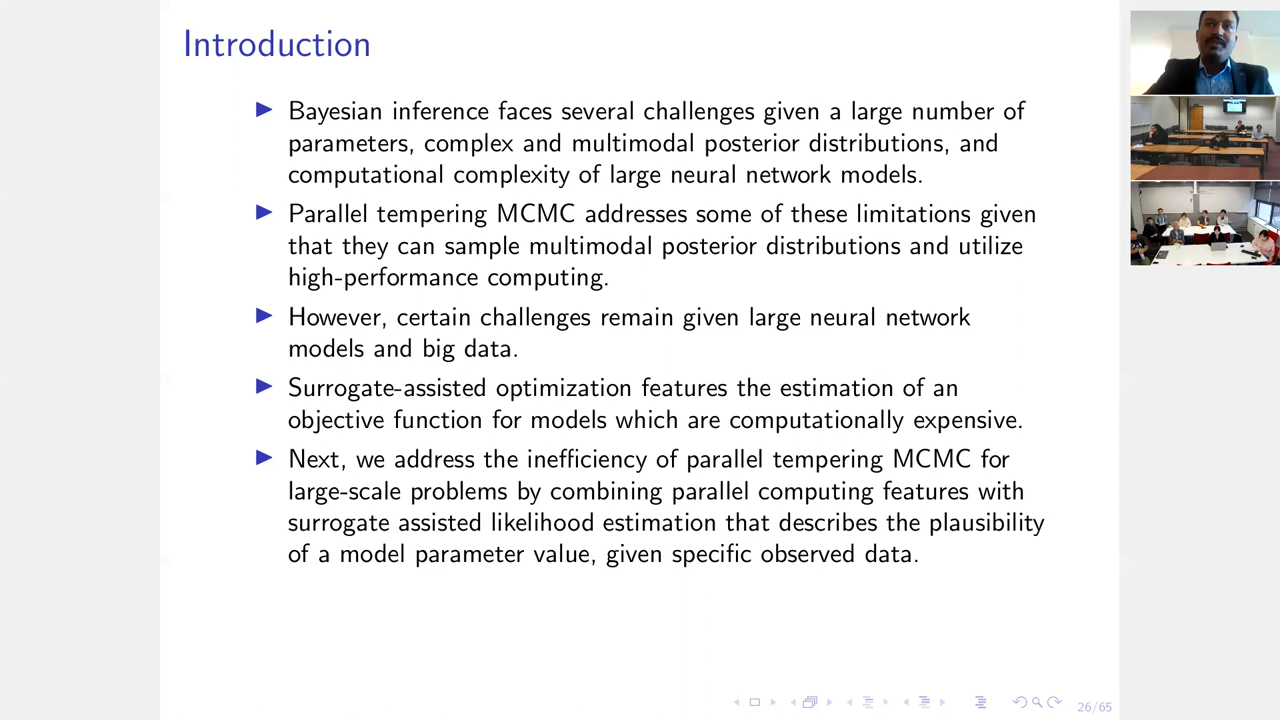 Introduction
Bayesian inference faces several challenges given a large number of
parameters, complex and multimodal posterior distributions, and
computational complexity of large neural network models.
Parallel tempering MCMC addresses some of these limitations given
that they can sample multimodal posterior distributions and utilize
high-performance computing.
However, certain challenges remain given large neural network
models and big data.
Surrogate-assisted optimization features the estimation of an
objective function for models which are computationally expensive.
Next, we address the inefficiency of parallel tempering MCMC for
large-scale problems by combining parallel computing features with
surrogate assisted likelihood estimation that describes the plausibility
of a model parameter value, given specific observed data.
26/65